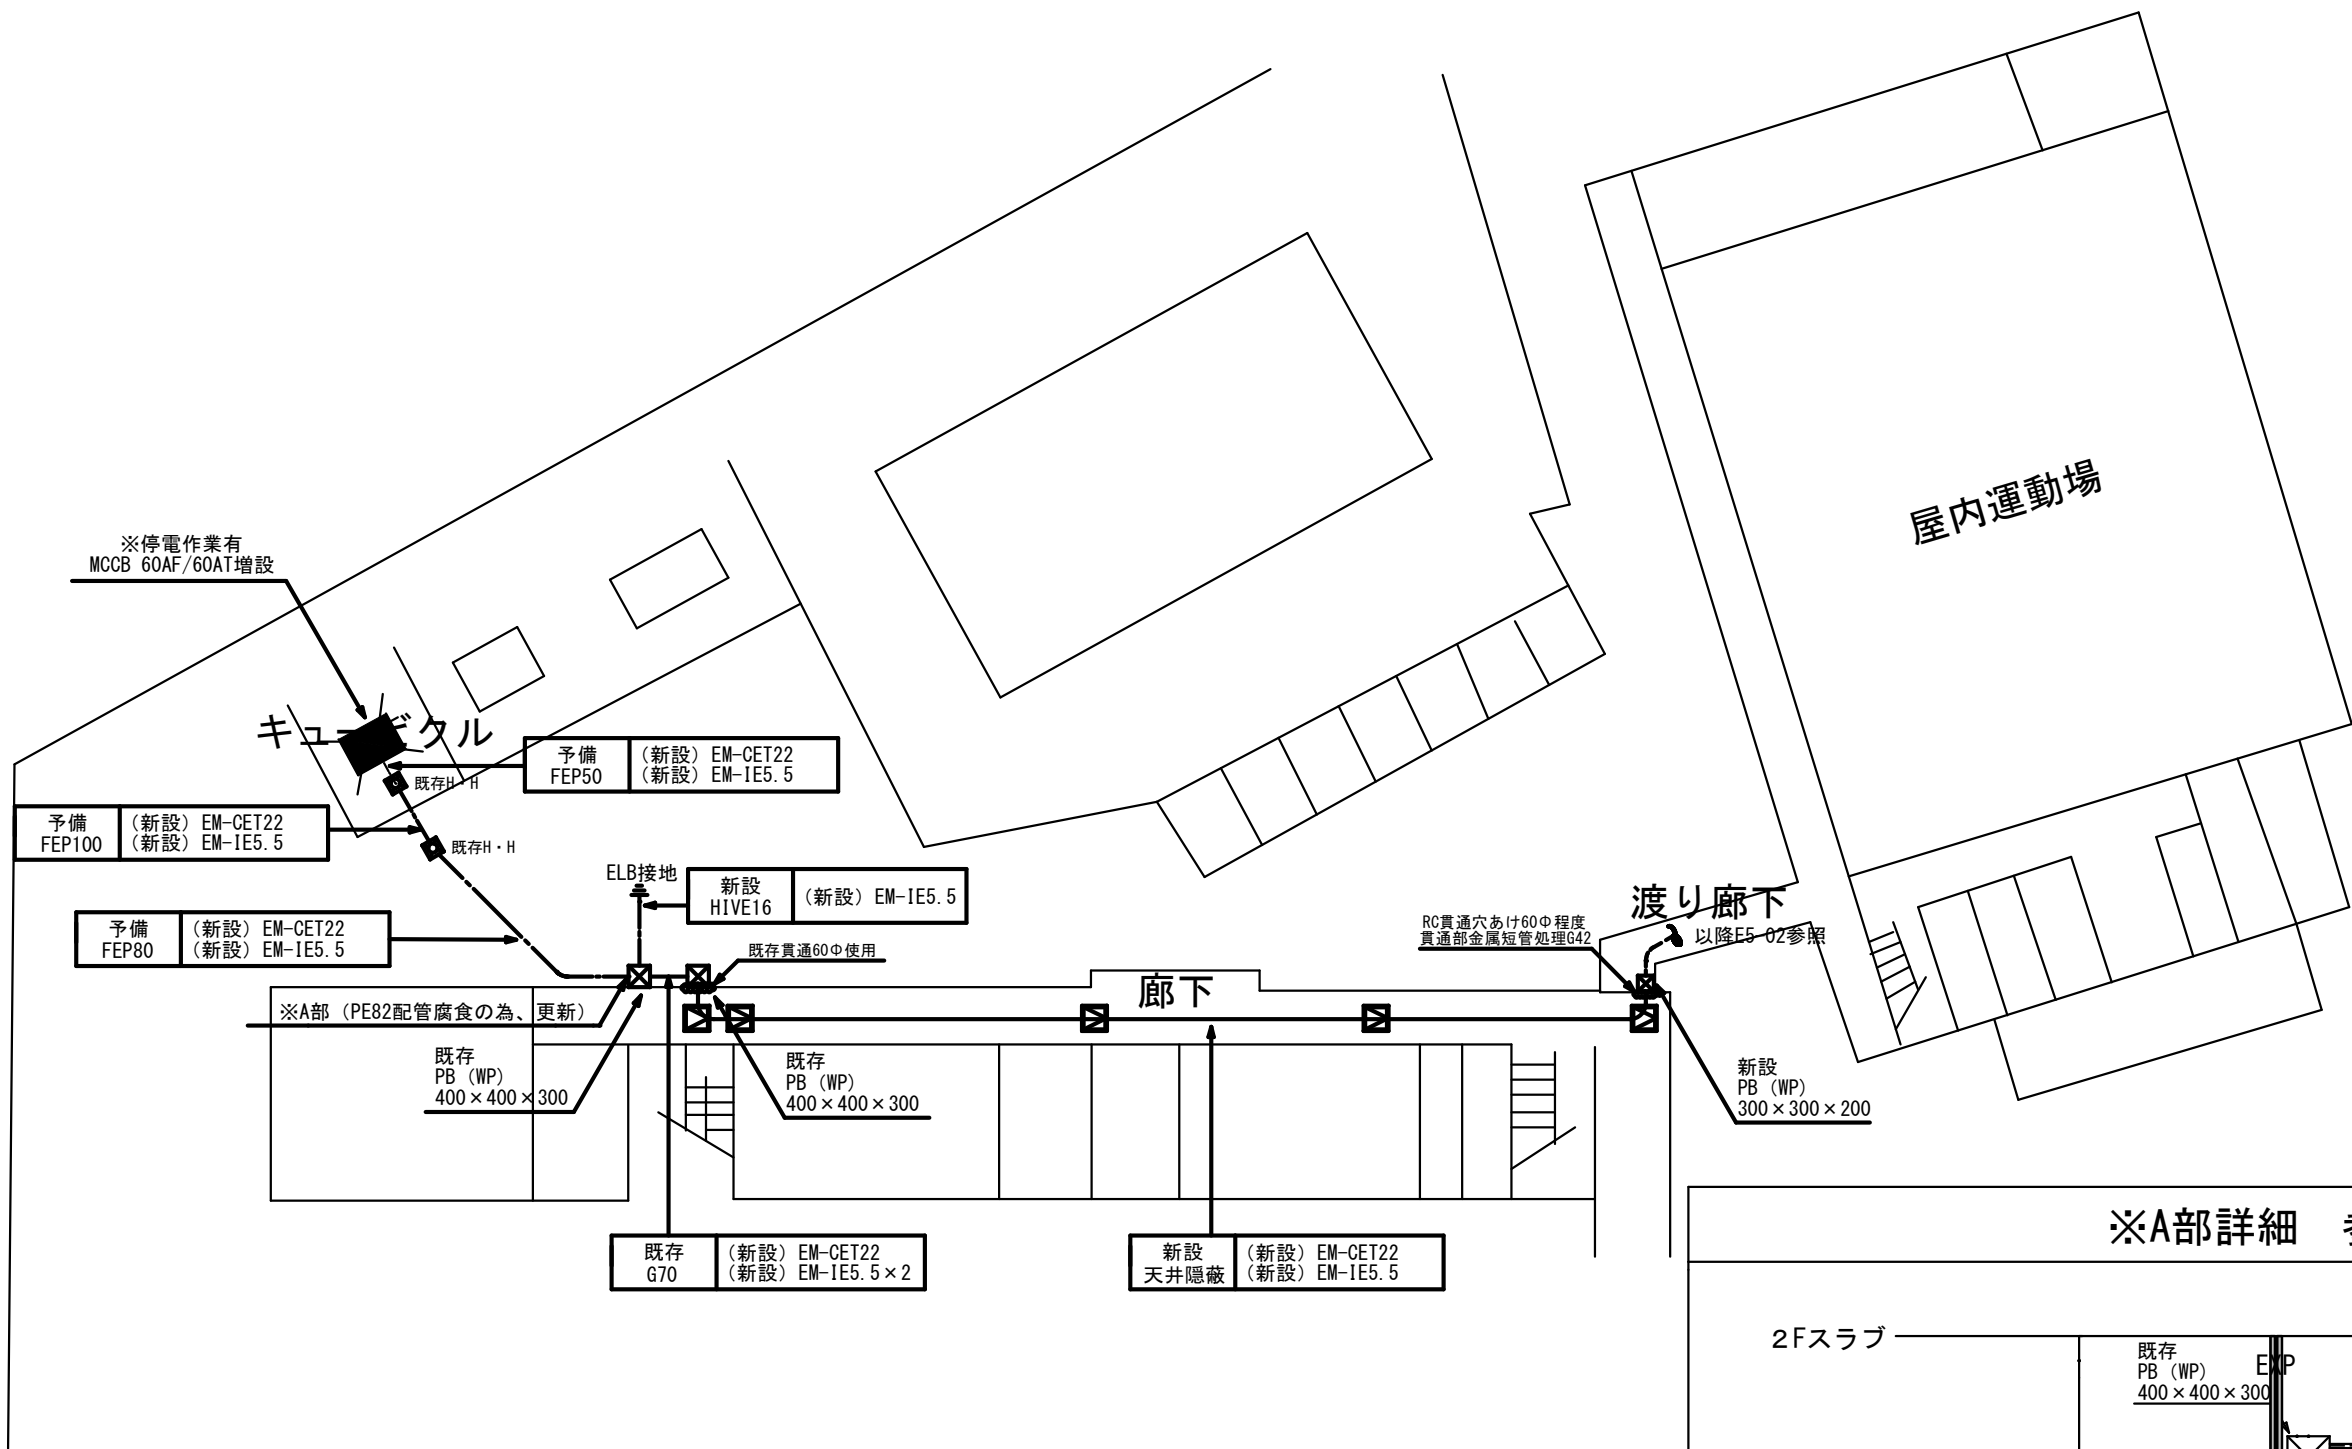 屋内運動場
※停電作業有
MCCB 60AF/60AT増設
キュービクル
予備
FEP50
(新設) EM-CET22
(新設) EM-IE5.5
既存H・H
予備
FEP100
(新設) EM-CET22
(新設) EM-IE5.5
既存H・H
ELB接地
新設
HIVE16
(新設) EM-IE5.5
予備
FEP80
(新設) EM-CET22
(新設) EM-IE5.5
既存貫通60Φ使用
RC貫通穴あけ60Φ程度
貫通部金属短管処理G42
渡り廊下
以降E5-02参照
廊下
※A部 (PE82配管腐食の為、更新)
既存
PB (WP)
400×400×300
既存
PB (WP)
400×400×300
新設
PB (WP)
300×300×200
既存
G70
(新設) EM-CET22
(新設) EM-IE5.5×2
新設
天井隠蔽
(新設) EM-CET22
(新設) EM-IE5.5
※A部詳細
2Fスラブ
既存
PB (WP)
400×400×300
EXP